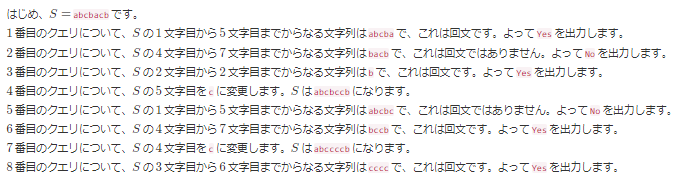 はじめ、S = abcbacb です。
1 番目のクエリについて、S の 1 文字目から 5 文字目までからなる文字列は abcba で、これは回文です。よって Yes を出力します。
2 番目のクエリについて、S の 4 文字目から 7 文字目までからなる文字列は bacb で、これは回文ではありません。よって No を出力します。
3 番目のクエリについて、S の 2 文字目から 2 文字目までからなる文字列は b で、これは回文です。よって Yes を出力します。
4 番目のクエリについて、S の 5 文字目を c に変更します。S は abcbccb になります。
5 番目のクエリについて、S の 1 文字目から 5 文字目までからなる文字列は abcbc で、これは回文ではありません。よって No を出力します。
6 番目のクエリについて、S の 4 文字目から 7 文字目までからなる文字列は bccb で、これは回文です。よって Yes を出力します。
7 番目のクエリについて、S の 4 文字目を c に変更します。S は abccccb になります。
8 番目のクエリについて、S の 3 文字目から 6 文字目までからなる文字列は cccc で、これは回文です。よって Yes を出力します。